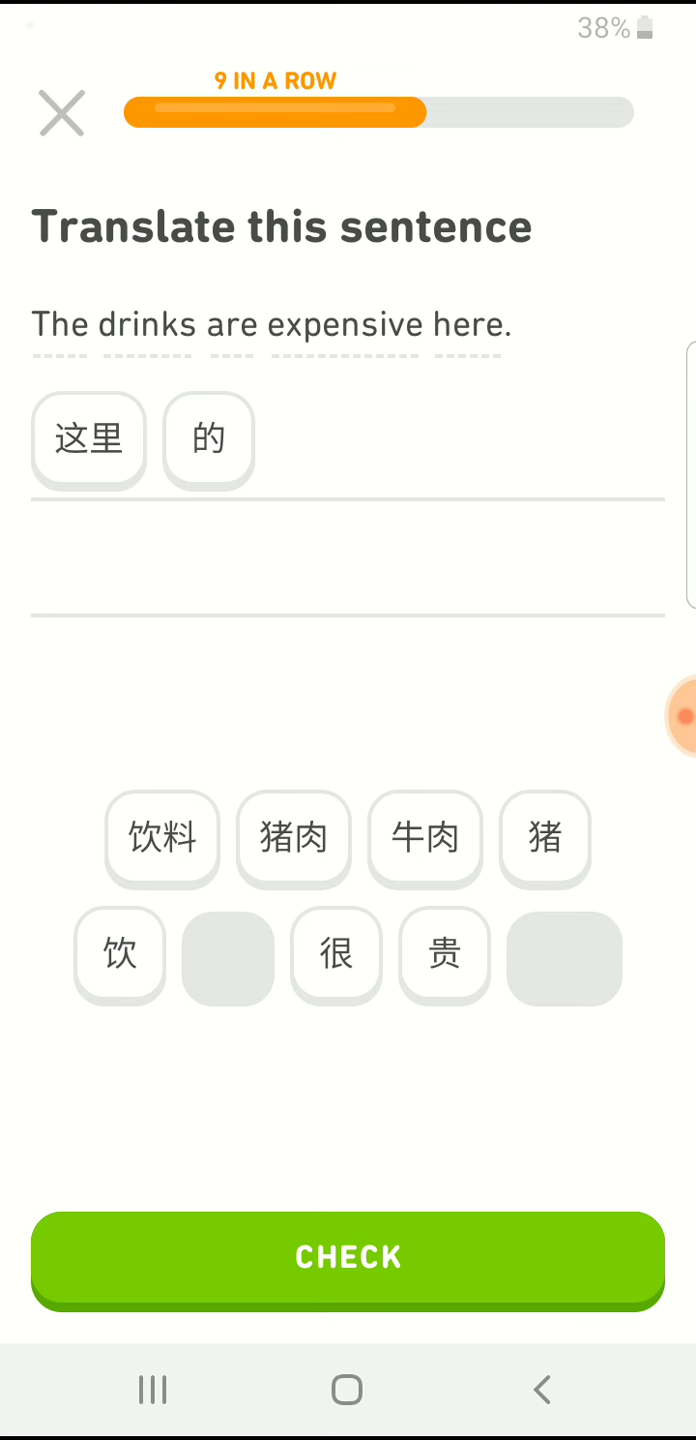 38%
9 IN A ROW
Translate this sentence
The drinks are expensive here.
这里 的
饮料 猪肉 牛肉 猪
饮 很 贵
CHECK